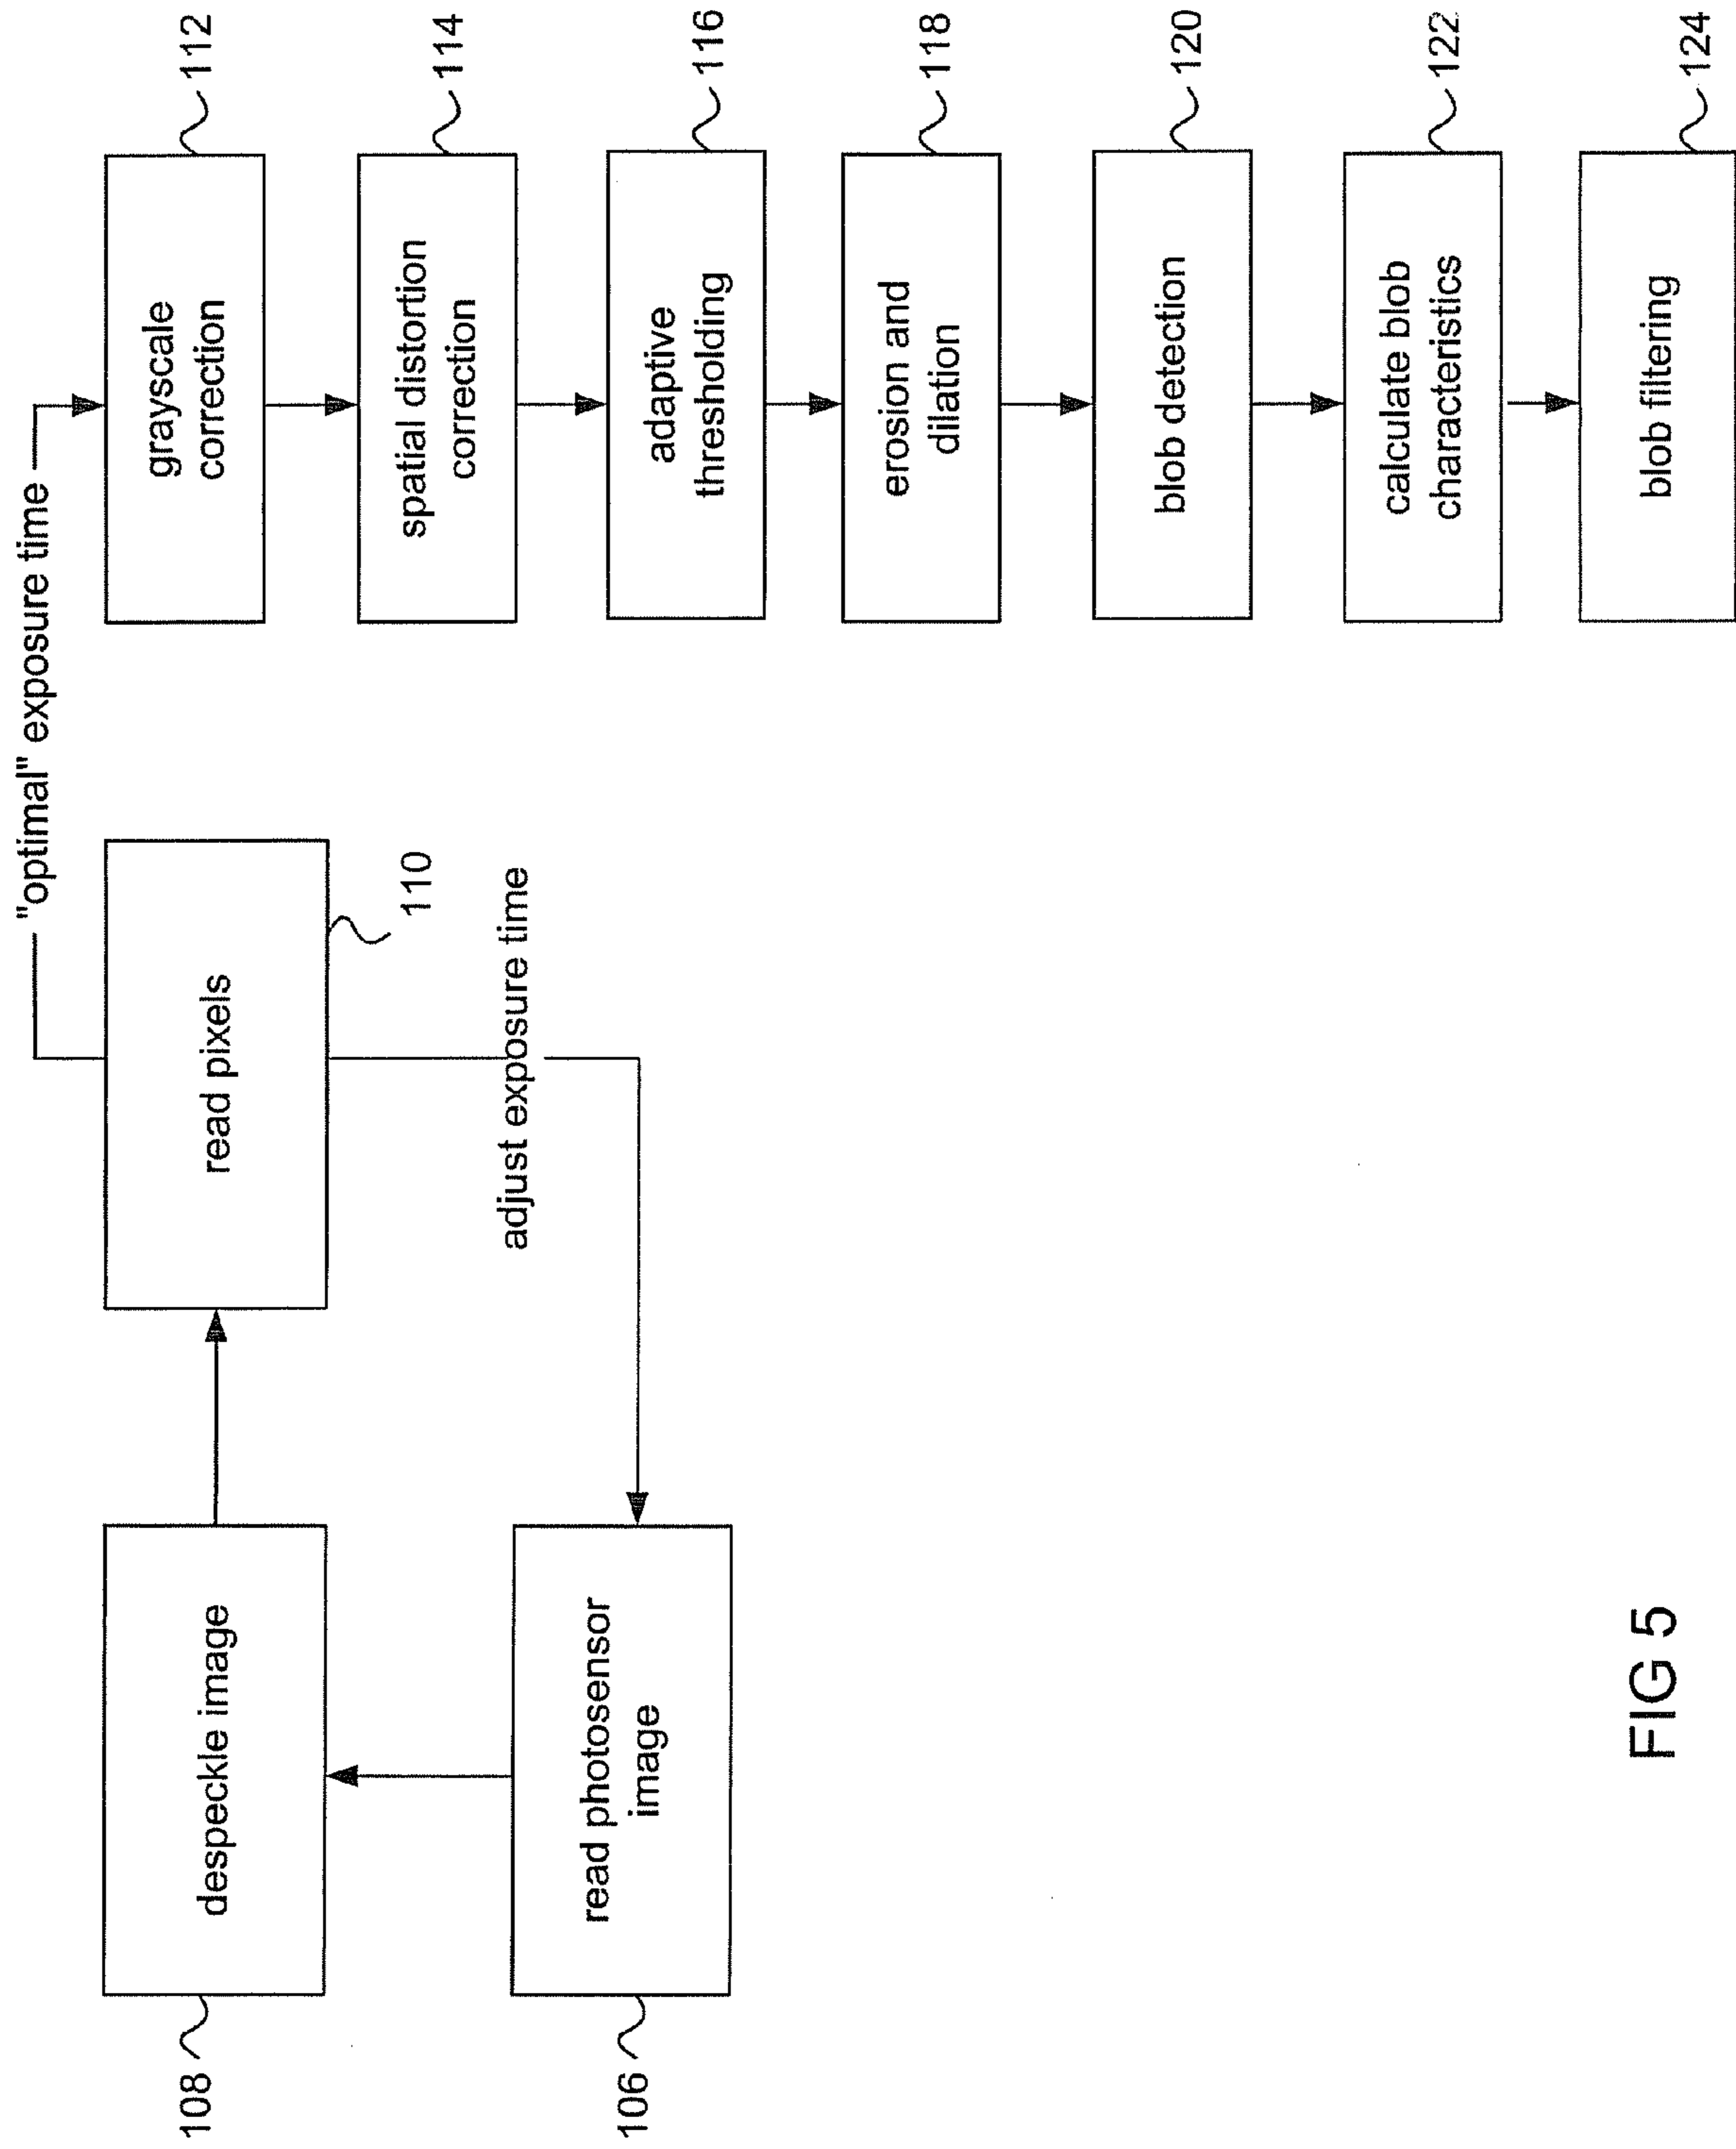 "optimal" exposure time
108
despeckle image
read pixels
110
adjust exposure time
106
read photosensor
image
grayscale
correction
112
spatial distortion
correction
114
adaptive
thresholding
116
erosion and
dilation
118
blob detection
120
calculate blob
characteristics
122
blob filtering
124
FIG 5